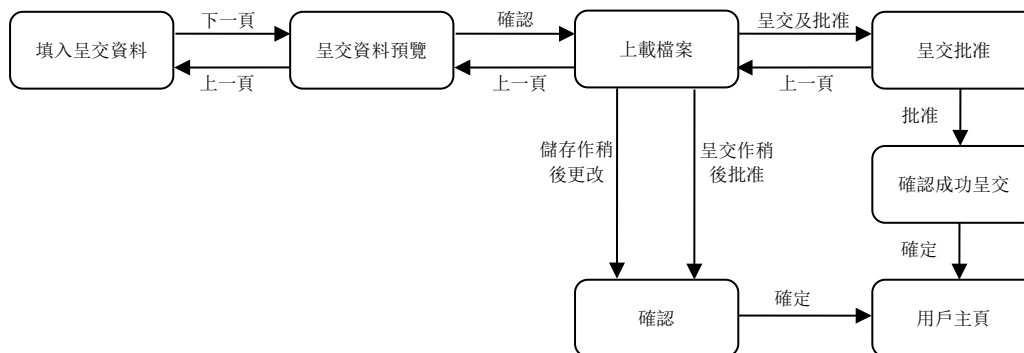 下一頁
確認
呈交及批准
填入呈交資料
呈交資料預覽
上載檔案
呈交批准
上一頁
上一頁
上一頁
批准
儲存作稍
後更改
呈交作稍
後批准
確認成功呈交
確定
確認
確定
用戶主頁